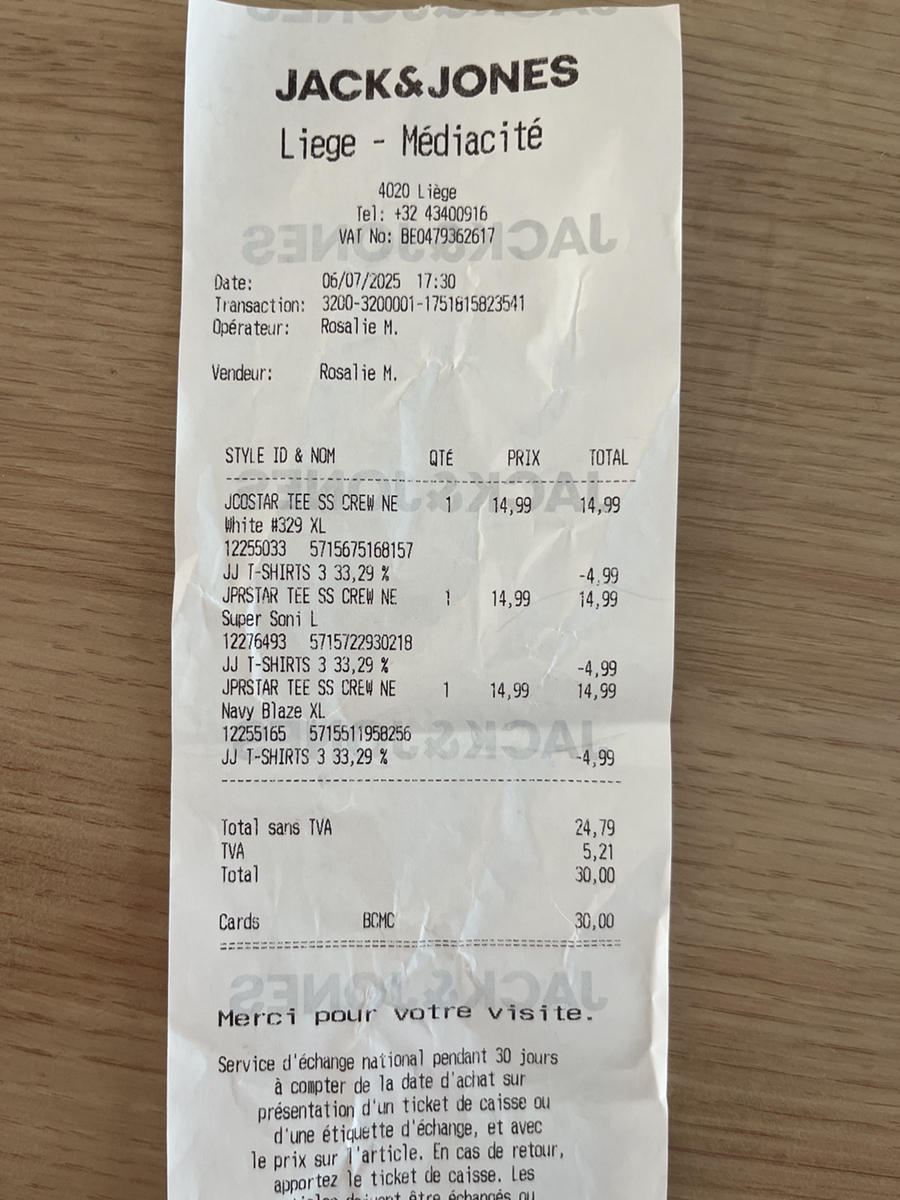 JACK&JONES
Liege - Médiacité
4020 Liège
Tel: +32 43400916
VAT No: BE0479362617
Date: 06/07/2025 17:30
Transaction: 3200-3200001-1751815823541
Opérateur: Rosalie M.
Vendeur: Rosalie M.
STYLE ID & NOM QTÉ PRIX TOTAL
JCOSTAR TEE SS CREW NE 1 14,99 14,99
White #329 XL
12255033 5715675168157
JJ T-SHIRTS 3 33,29 % -4,99
JPRSTAR TEE SS CREW NE 1 14,99 14,99
Super Soni L
12276493 5715722930218
JJ T-SHIRTS 3 33,29 % -4,99
JPRSTAR TEE SS CREW NE 1 14,99 14,99
Navy Blaze XL
12255165 5715511958256
JJ T-SHIRTS 3 33,29 % -4,99
Total sans TVA 24,79
TVA 5,21
Total 30,00
Cards BCMC 30,00
Merci pour votre visite.
Service d'échange national pendant 30 jours
à compter de la date d'achat sur
présentation d'un ticket de caisse ou
d'une étiquette d'échange, et avec
le prix sur l'article. En cas de retour,
apportez le ticket de caisse. Les
doivent être échangés ou